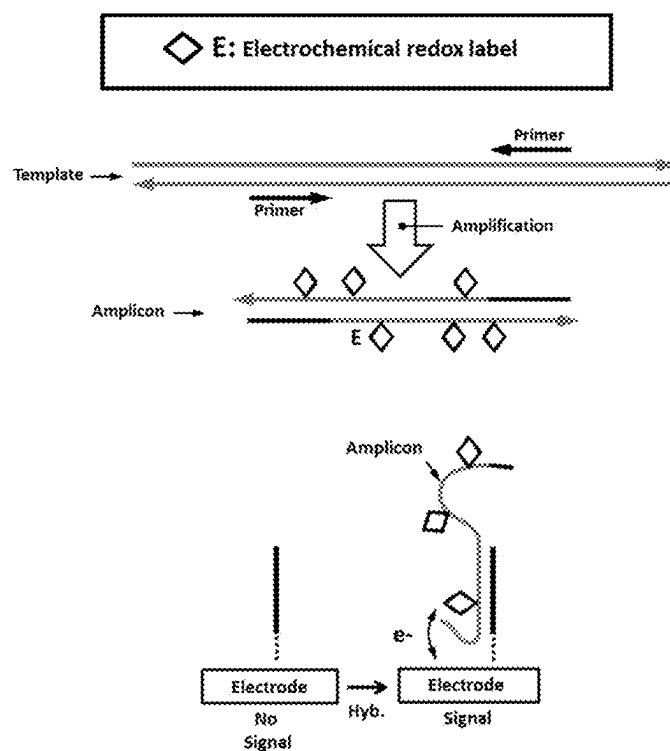 E: Electrochemical redox label
Primer
Template
Primer
Amplification
Amplicon
E
Amplicon
e-
Electrode
Electrode
Hyb.
No
Signal
Signal